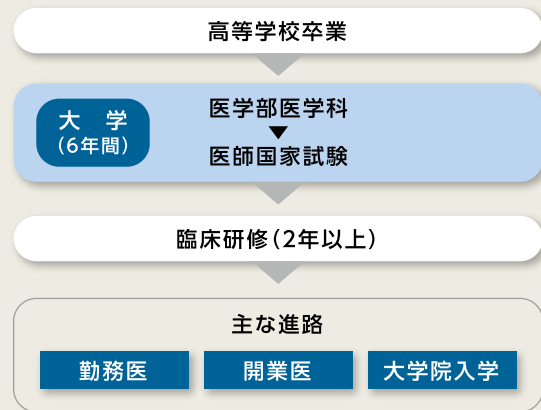 高等学校卒業
大 学
(6年間)
医学部医学科
▼
医師国家試験
臨床研修(2年以上)
主な進路
勤務医
開業医
大学院入学